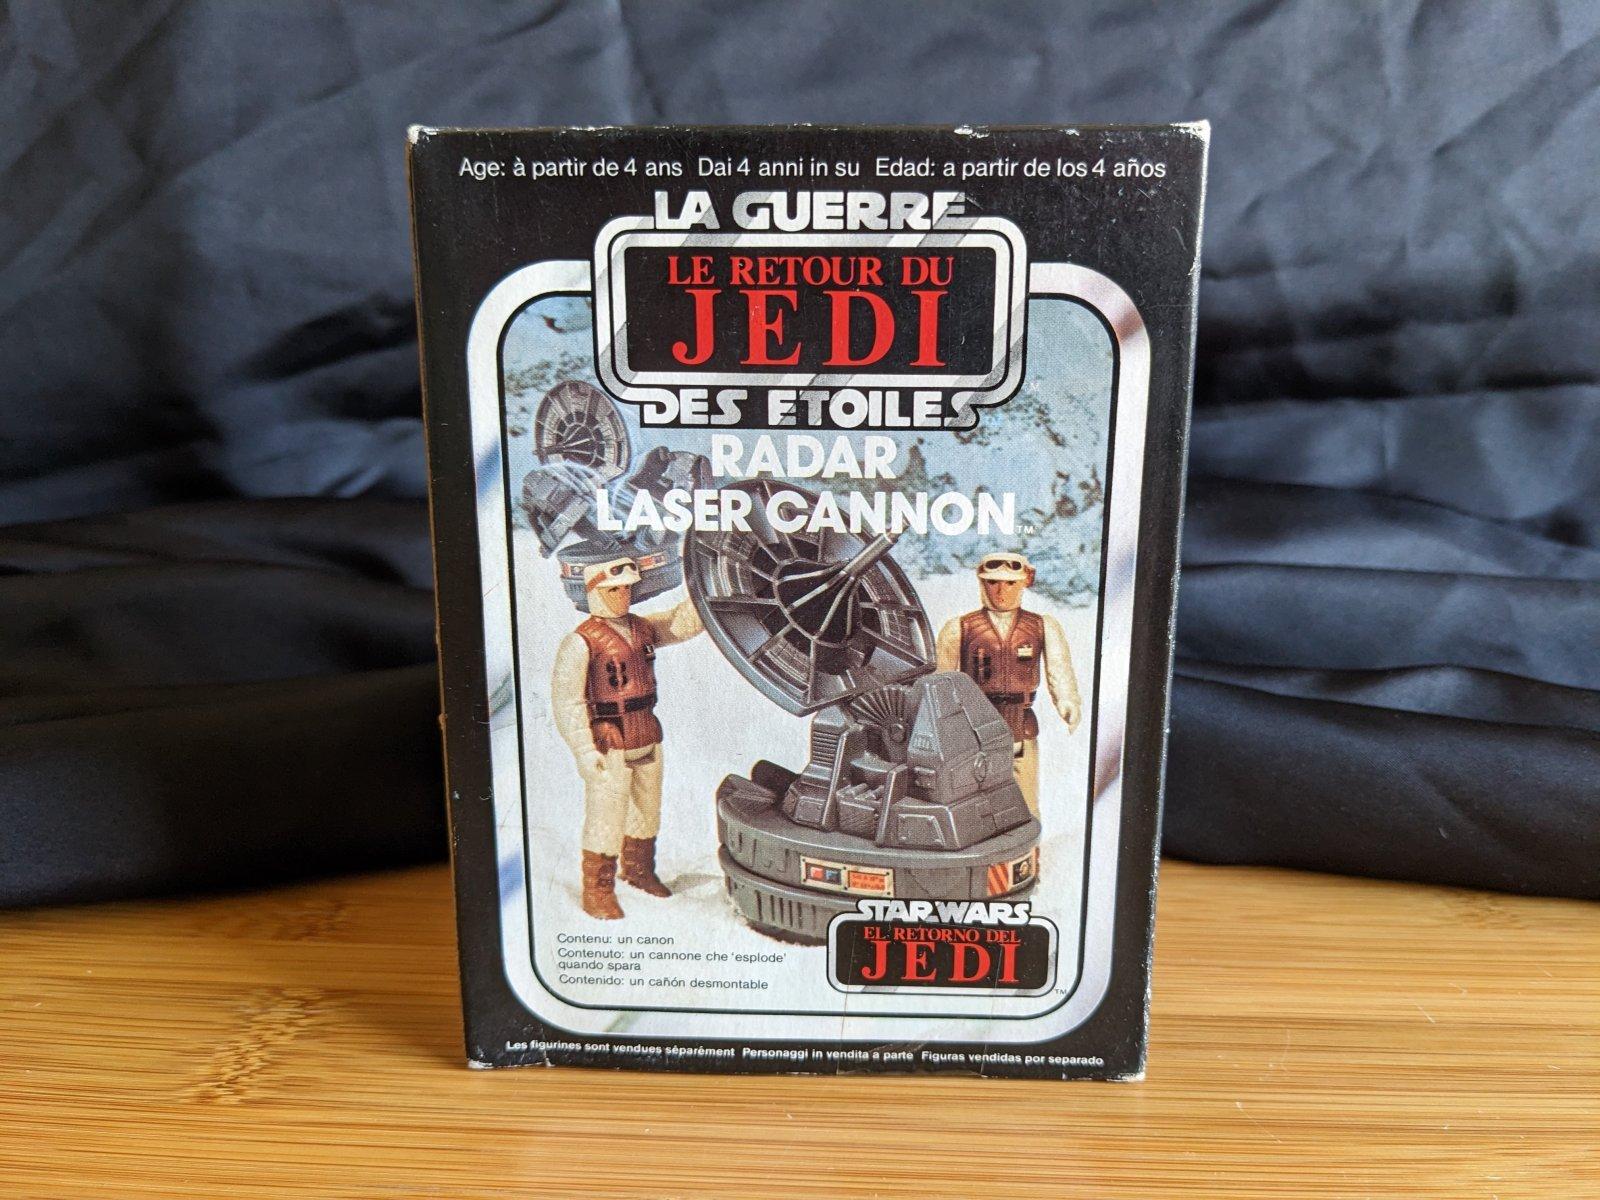 Age: à partir de 4 ans Dai 4 anni in su Edad: a partir de los 4 años
LA GUERRE
LE RETOUR DU
JEDI
DES ETOILES
TM
RADAR
LASER CANNON
TM
STAR WARS
EL RETORNO DEL
JEDI
TM
Contenu: un canon
Contenuto: un cannone che 'esplode'
quando spara
Contenido: un cañón desmontable
Les figurines sont vendues séparément Personaggi in vendita a parte Figuras vendidas por separado